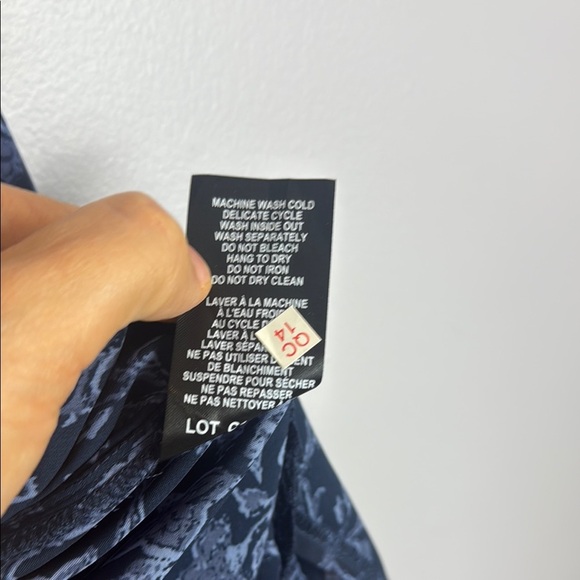 MACHINE WASH COLD
DELICATE CYCLE
WASH INSIDE OUT
WASH SEPARATELY
DO NOT BLEACH
HANG TO DRY
DO NOT IRON
DO NOT DRY CLEAN
LAVER À LA MACHINE
À L'EAU
AU CYCLE
LAVER À
LAVER
NE PAS UTILISER
DE BLANCHIMENT
SUSPENDRE POUR SÉCHER
NE PAS REPASSER
NE PAS NETTOYER
LOT
QC
14